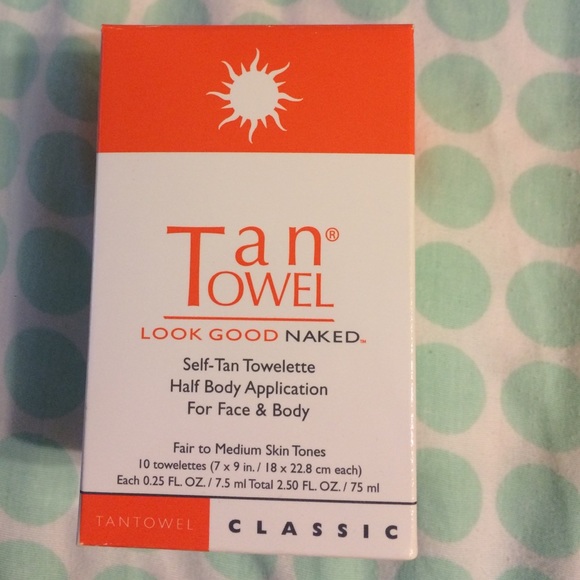 Tan®
TOWEL
LOOK GOOD NAKED™
Self-Tan Towelette
Half Body Application
For Face & Body
Fair to Medium Skin Tones
10 towelettes (7 x 9 in. / 18 x 22.8 cm each)
Each 0.25 FL. OZ. / 7.5 ml Total 2.50 FL. OZ. / 75 ml
TANTOWEL CLASSIC